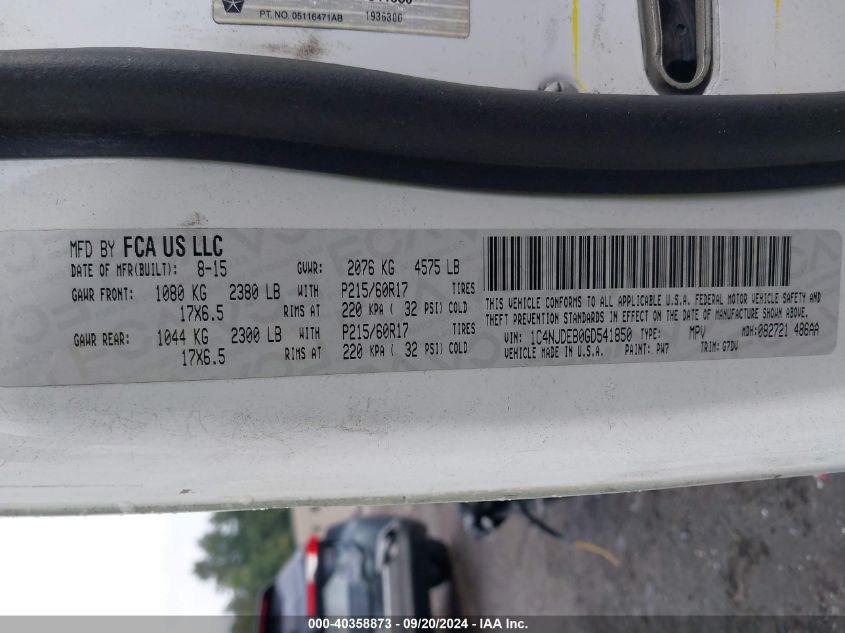 PT. NO. 05116471AB 1936300
MFD BY FCA US LLC
DATE OF MFR(BUILT): 8-15 GVWR: 2076 KG 4575 LB
GAWR FRONT: 1080 KG 2380 LB WITH P215/60R17 TIRES
17X6.5 RIMS AT 220 KPA ( 32 PSI) COLD
GAWR REAR: 1044 KG 2300 LB WITH P215/60R17 TIRES
17X6.5 RIMS AT 220 KPA ( 32 PSI) COLD
THIS VEHICLE CONFORMS TO ALL APPLICABLE U.S.A. FEDERAL MOTOR VEHICLE SAFETY AND
THEFT PREVENTION STANDARDS IN EFFECT ON THE DATE OF MANUFACTURE SHOWN ABOVE.
VIN: 1C4NJDEB0GD541850 TYPE: MPV MDH:082721 486AA
VEHICLE MADE IN U.S.A. PAINT: PW7 TRIM: G7DV
000-40358873 - 09/20/2024 - IAA Inc.